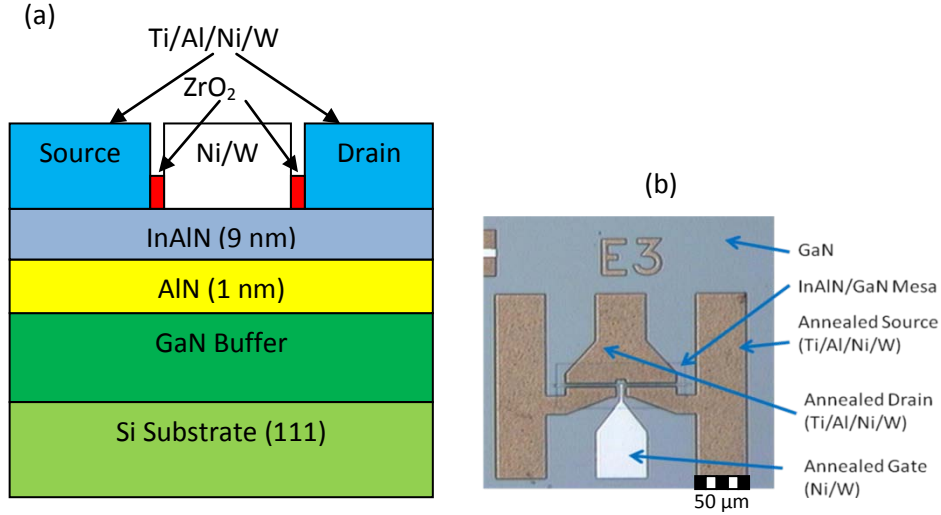 (a)
Ti/Al/Ni/W
ZrO₂
Source
Ni/W
Drain
InAlN (9 nm)
AlN (1 nm)
GaN Buffer
Si Substrate (111)
(b)
E3
GaN
InAlN/GaN Mesa
Annealed Source
(Ti/Al/Ni/W)
Annealed Drain
(Ti/Al/Ni/W)
Annealed Gate
(Ni/W)
50 µm